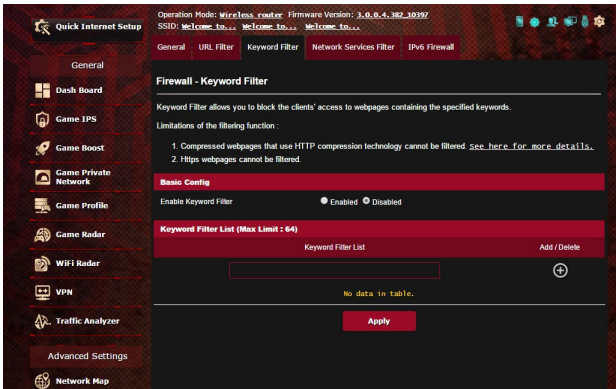 Operation Mode: Wireless router Firmware Version: 3.0.0.4.382_10397
SSID: Welcome to... Welcome to... Welcome to...
Quick Internet Setup
General URL Filter Keyword Filter Network Services Filter IPv6 Firewall
General
Dash Board
Game IPS
Game Boost
Game Private
Network
Game Profile
Game Radar
WiFi Radar
VPN
Traffic Analyzer
Advanced Settings
Network Map
Firewall - Keyword Filter
Keyword Filter allows you to block the clients' access to webpages containing the specified keywords.
Limitations of the filtering function :
1. Compressed webpages that use HTTP compression technology cannot be filtered. See here for more details.
2. Https webpages cannot be filtered.
Basic Config
Enable Keyword Filter Enabled Disabled
Keyword Filter List (Max Limit : 64)
Keyword Filter List Add / Delete
No data in table.
Apply